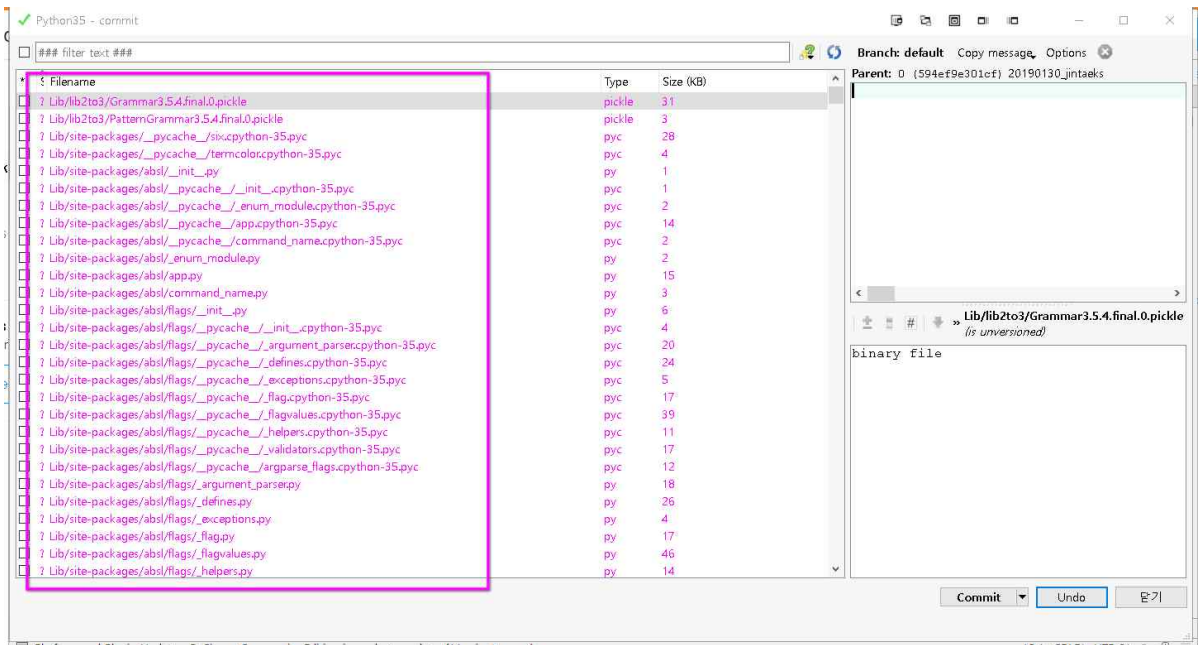 Python35 - commit
### filter text ###
Branch: default Copy message Options
Parent: 0 (594ef9e301cf) 20190130_jintaeks
* S Filename Type Size (KB)
? Lib/lib2to3/Grammar3.5.4.final.0.pickle pickle 31
? Lib/lib2to3/PatternGrammar3.5.4.final.0.pickle pickle 3
? Lib/site-packages/__pycache__/six.cpython-35.pyc pyc 28
? Lib/site-packages/__pycache__/termcolor.cpython-35.pyc pyc 4
? Lib/site-packages/absl/__init__.py py 1
? Lib/site-packages/absl/__pycache__/__init__.cpython-35.pyc pyc 1
? Lib/site-packages/absl/__pycache__/_enum_module.cpython-35.pyc pyc 2
? Lib/site-packages/absl/__pycache__/app.cpython-35.pyc pyc 14
? Lib/site-packages/absl/__pycache__/command_name.cpython-35.pyc pyc 2
? Lib/site-packages/absl/_enum_module.py py 2
? Lib/site-packages/absl/app.py py 15
? Lib/site-packages/absl/command_name.py py 3
? Lib/site-packages/absl/flags/__init__.py py 6
? Lib/site-packages/absl/flags/__pycache__/__init__.cpython-35.pyc pyc 4
? Lib/site-packages/absl/flags/__pycache__/_argument_parser.cpython-35.pyc pyc 20
? Lib/site-packages/absl/flags/__pycache__/_defines.cpython-35.pyc pyc 24
? Lib/site-packages/absl/flags/__pycache__/_exceptions.cpython-35.pyc pyc 5
? Lib/site-packages/absl/flags/__pycache__/_flag.cpython-35.pyc pyc 17
? Lib/site-packages/absl/flags/__pycache__/_flagvalues.cpython-35.pyc pyc 39
? Lib/site-packages/absl/flags/__pycache__/_helpers.cpython-35.pyc pyc 11
? Lib/site-packages/absl/flags/__pycache__/_validators.cpython-35.pyc pyc 17
? Lib/site-packages/absl/flags/__pycache__/argparse_flags.cpython-35.pyc pyc 12
? Lib/site-packages/absl/flags/_argument_parser.py py 18
? Lib/site-packages/absl/flags/_defines.py py 26
? Lib/site-packages/absl/flags/_exceptions.py py 4
? Lib/site-packages/absl/flags/_flag.py py 17
? Lib/site-packages/absl/flags/_flagvalues.py py 46
? Lib/site-packages/absl/flags/_helpers.py py 14
# » Lib/lib2to3/Grammar3.5.4.final.0.pickle
(is unversioned)
binary file
Commit Undo 닫기